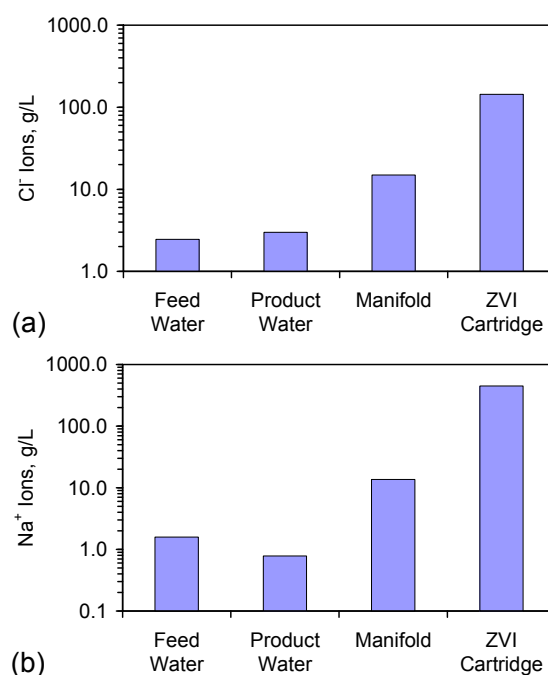 1000.0
100.0
10.0
1.0
Cl⁻ Ions, g/L
Feed Water
Product Water
Manifold
ZVI Cartridge
(a)
1000.0
100.0
10.0
1.0
0.1
Na⁺ Ions, g/L
Feed Water
Product Water
Manifold
ZVI Cartridge
(b)